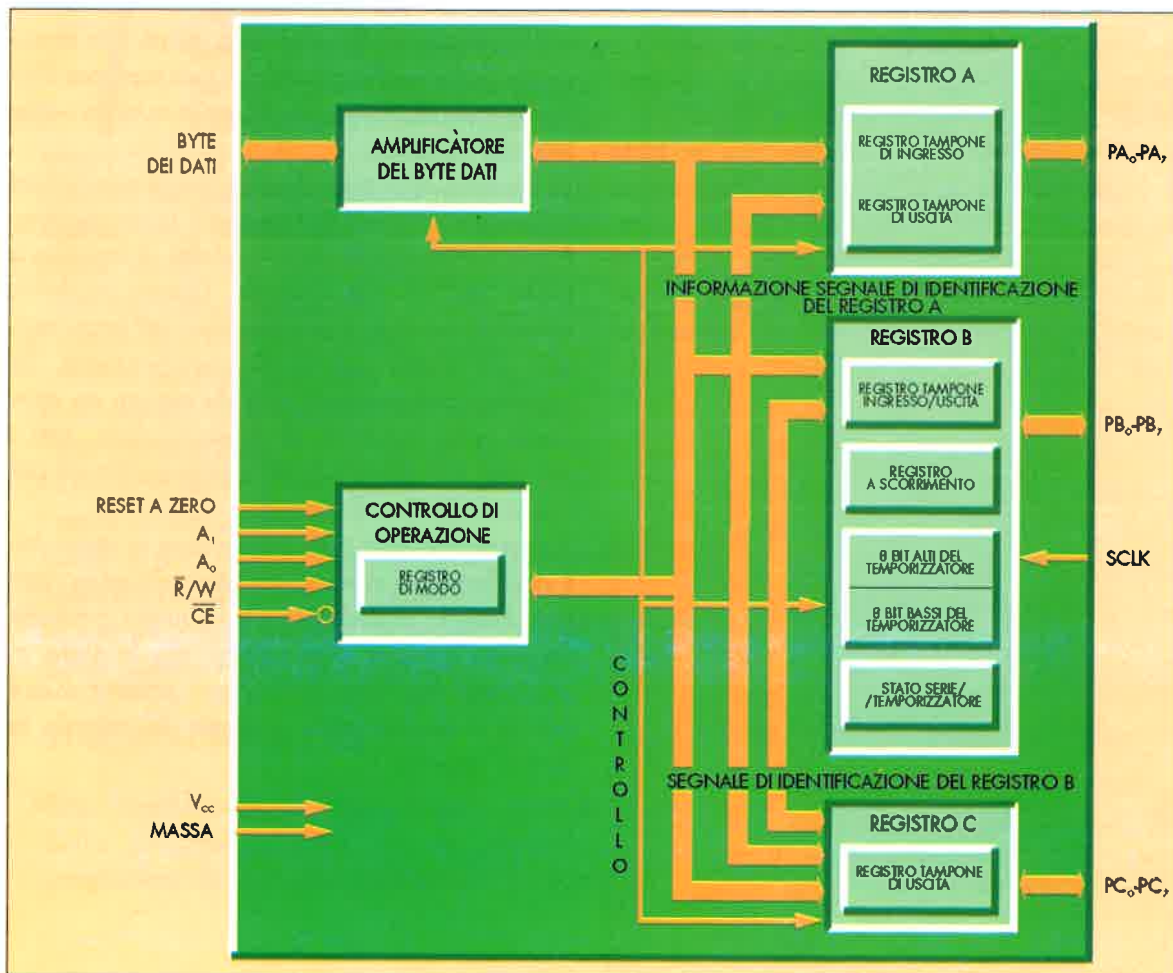 BYTE
DEI DATI
AMPLIFICÀTORE
DEL BYTE DATI
REGISTRO A
REGISTRO TAMPONE
DI INGRESSO
REGISTRO TAMPONE
DI USCITA
PA₀-PA₇
INFORMAZIONE SEGNALE DI IDENTIFICAZIONE
DEL REGISTRO A
REGISTRO B
REGISTRO TAMPONE
INGRESSO/USCITA
PB₀-PB₇
REGISTRO
A SCORRIMENTO
8 BIT ALTI DEL
TEMPORIZZATORE
8 BIT BASSI DEL
TEMPORIZZATORE
SCLK
STATO SERIE/
/TEMPORIZZATORE
RESET A ZERO
A₁
A₀
R̅/W
C̅E̅
CONTROLLO DI
OPERAZIONE
REGISTRO
DI MODO
CONTROLLO
V꜀꜀
MASSA
SEGNALE DI IDENTIFICAZIONE DEL REGISTRO B
REGISTRO C
REGISTRO TAMPONE
DI USCITA
PC₀-PC₇